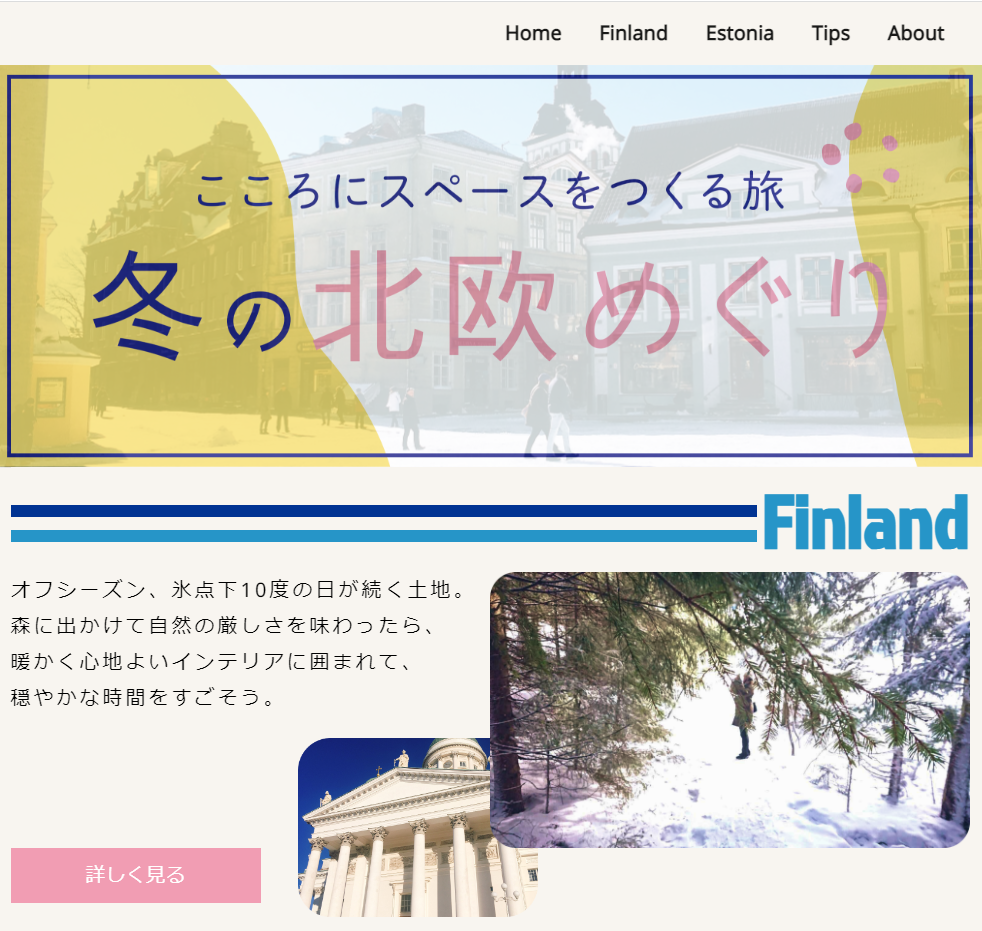 Home Finland Estonia Tips About
こころにスペースをつくる旅
冬の北欧めぐり
Finland
オフシーズン、氷点下10度の日が続く土地。
森に出かけて自然の厳しさを味わったら、
暖かく心地よいインテリアに囲まれて、
穏やかな時間をすごそう。
詳しく見る